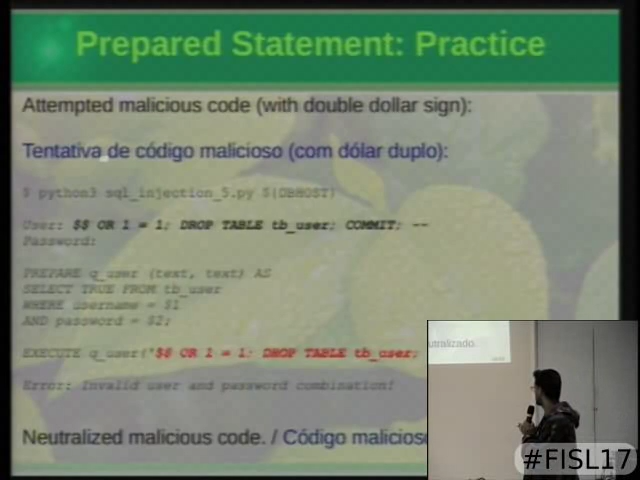 Prepared Statement: Practice
Attempted malicious code (with double dollar sign):
Tentativa de código malicioso (com dólar duplo):
$ python3 sql_injection_5.py ${DBHOST}
User: $$ OR 1 = 1; DROP TABLE tb_user; COMMIT; --
Password:
PREPARE q_user (text, text) AS
SELECT TRUE FROM tb_user
WHERE username = $1
AND password = $2;
EXECUTE q_user('$$ OR 1 = 1; DROP TABLE tb_user;
Error: Invalid user and password combination!
Neutralized malicious code. / Código malicioso
utralizado.
#FISL17